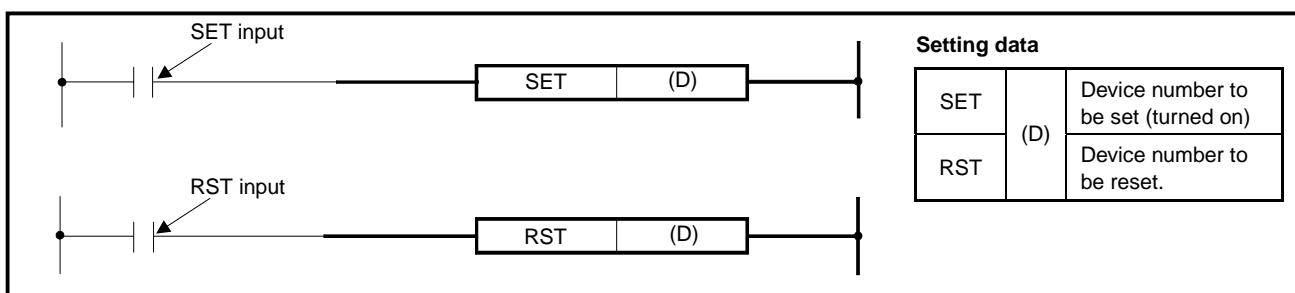 SET input
SET (D)
RST input
RST (D)
Setting data
SET
(D)
Device number to
be set (turned on)
RST
Device number to
be reset.